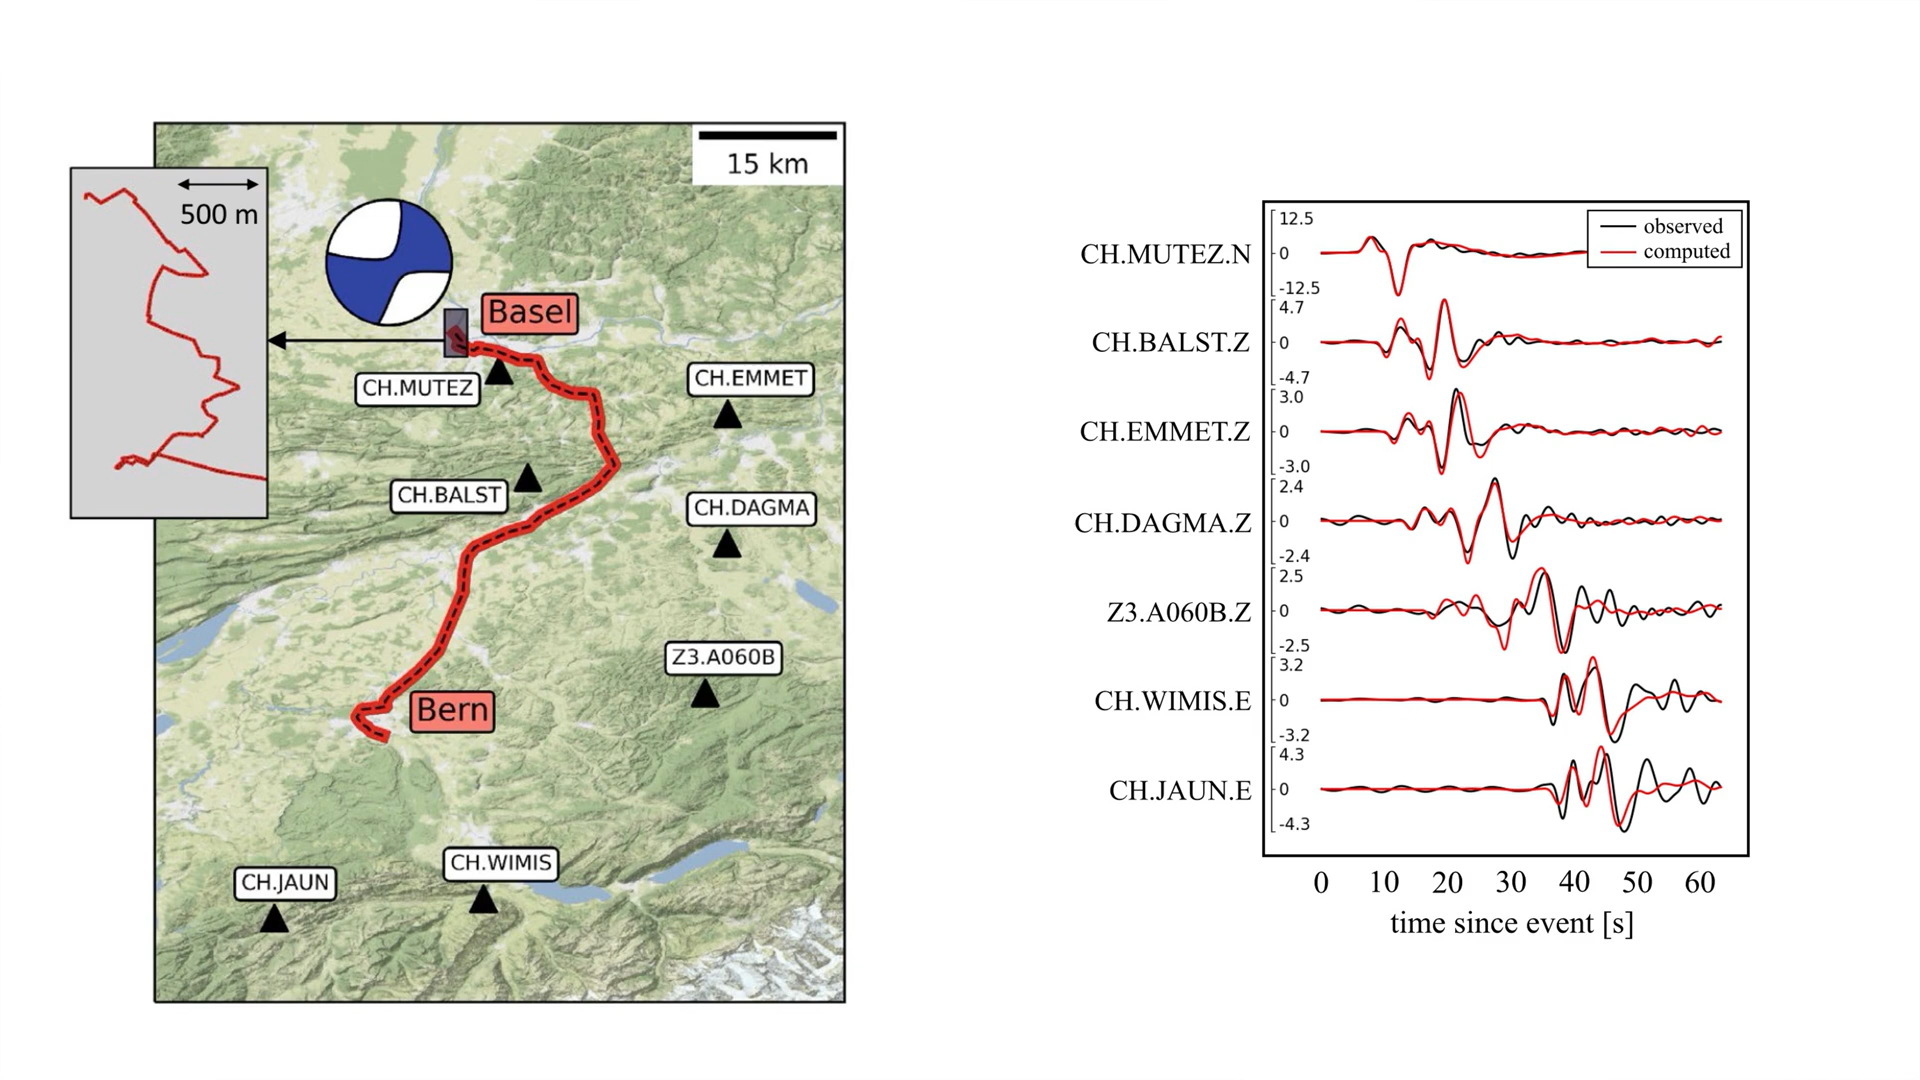 15 km
500 m
Basel
CH.MUTEZ
CH.EMMET
CH.BALST
CH.DAGMA
Z3.A060B
Bern
CH.WIMIS
CH.JAUN
observed
computed
CH.MUTEZ.N
12.5
0
-12.5
CH.BALST.Z
4.7
0
-4.7
CH.EMMET.Z
3.0
0
-3.0
CH.DAGMA.Z
2.4
0
-2.4
Z3.A060B.Z
2.5
0
-2.5
CH.WIMIS.E
3.2
0
-3.2
CH.JAUN.E
4.3
0
-4.3
0 10 20 30 40 50 60
time since event [s]